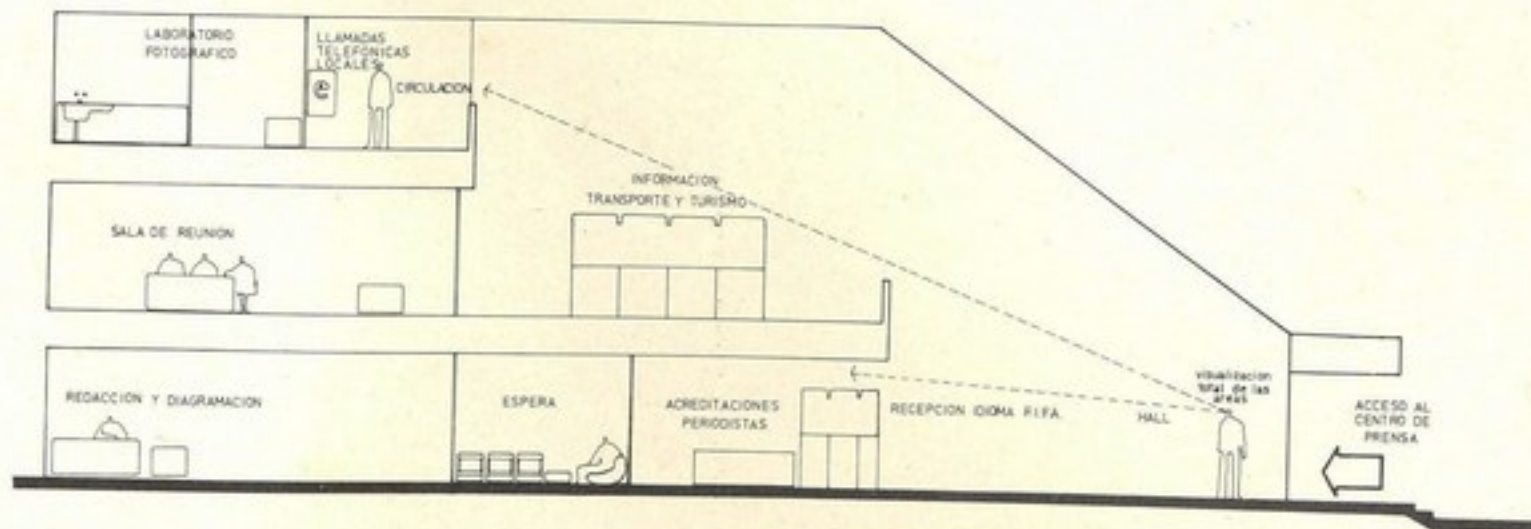 LABORATORIO
FOTOGRAFICO
LLAMADAS
TELEFONICAS
LOCALES
CIRCULACION
INFORMACION
TRANSPORTE Y TURISMO
SALA DE REUNION
REDACCION Y DIAGRAMACION
ESPERA
ACREDITACIONES
PERIODISTAS
RECEPCION IDIOMA F.I.F.A.
HALL
visualizacion
total de las
areas
ACCESO AL
CENTRO DE
PRENSA